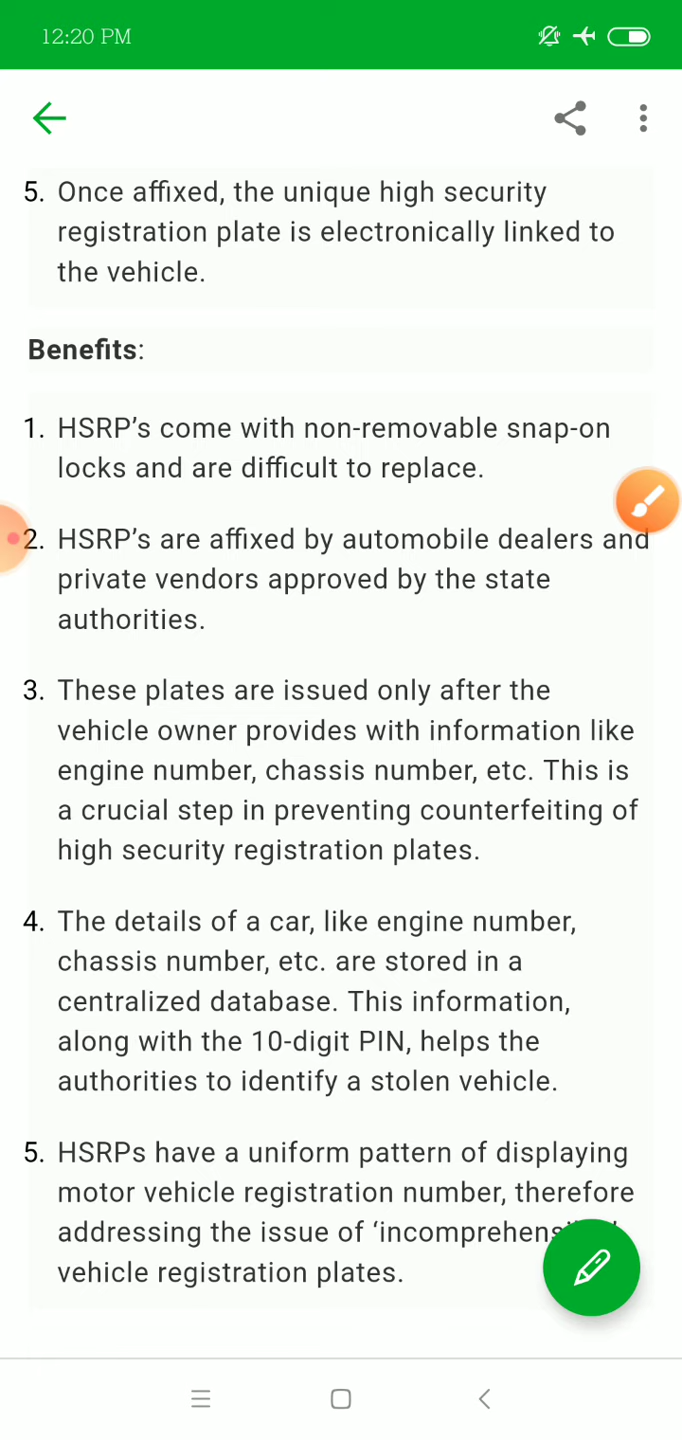 12:20 PM
5. Once affixed, the unique high security
registration plate is electronically linked to
the vehicle.
Benefits:
1. HSRP’s come with non-removable snap-on
locks and are difficult to replace.
2. HSRP’s are affixed by automobile dealers and
private vendors approved by the state
authorities.
3. These plates are issued only after the
vehicle owner provides with information like
engine number, chassis number, etc. This is
a crucial step in preventing counterfeiting of
high security registration plates.
4. The details of a car, like engine number,
chassis number, etc. are stored in a
centralized database. This information,
along with the 10-digit PIN, helps the
authorities to identify a stolen vehicle.
5. HSRPs have a uniform pattern of displaying
motor vehicle registration number, therefore
addressing the issue of
vehicle registration plates.